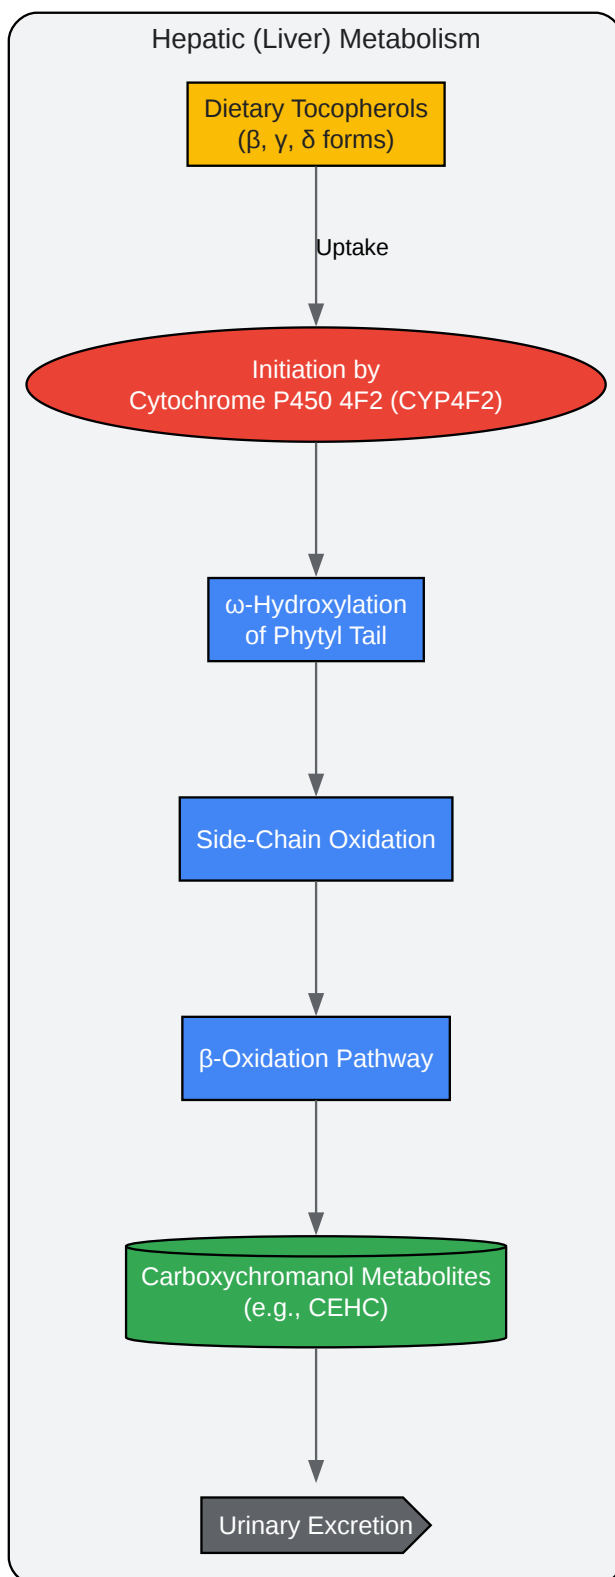 Hepatic (Liver) Metabolism
Dietary Tocopherols
(β, γ, δ forms)
Uptake
Initiation by
Cytochrome P450 4F2 (CYP4F2)
ω-Hydroxylation
of Phytyl Tail
Side-Chain Oxidation
β-Oxidation Pathway
Carboxychromanol Metabolites
(e.g., CEHC)
Urinary Excretion